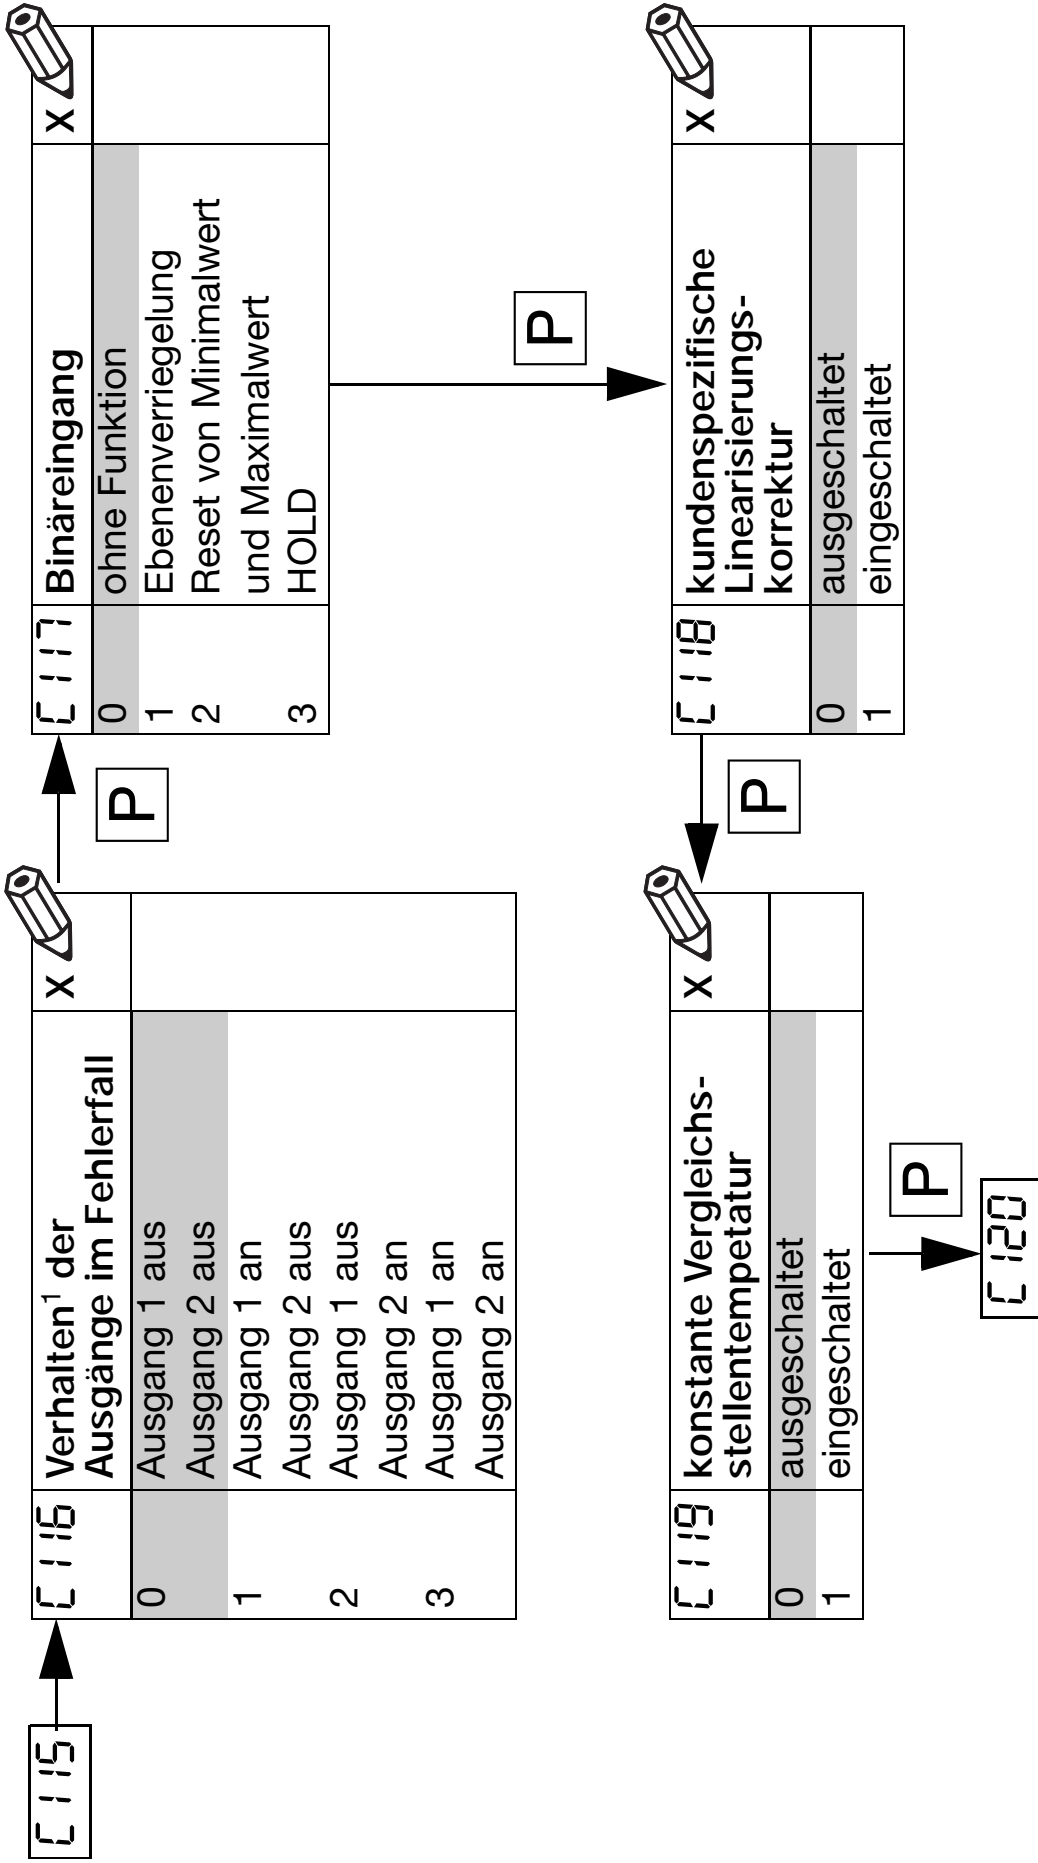 C115
C116 Verhalten¹ der x
Ausgänge im Fehlerfall
0 Ausgang 1 aus
Ausgang 2 aus
1 Ausgang 1 an
Ausgang 2 aus
2 Ausgang 1 aus
Ausgang 2 an
3 Ausgang 1 an
Ausgang 2 an
P
C117 Binäreingang x
0 ohne Funktion
1 Ebenenverriegelung
2 Reset von Minimalwert
und Maximalwert
3 HOLD
P
C118 kundenspezifische x
Linearisierungs-
korrektur
0 ausgeschaltet
1 eingeschaltet
P
C119 konstante Vergleichs- x
stellentempetatur
0 ausgeschaltet
1 eingeschaltet
P
C120